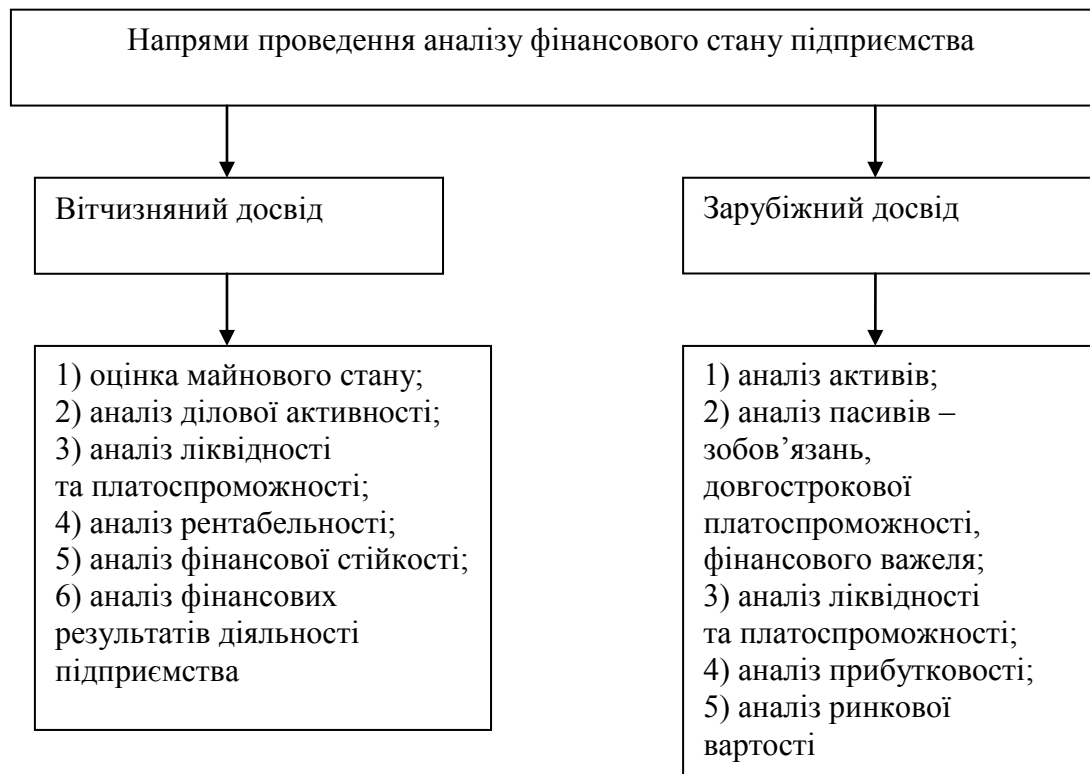 Напрями проведення аналізу фінансового стану підприємства
Вітчизняний досвід
Зарубіжний досвід
1) оцінка майнового стану;
2) аналіз ділової активності;
3) аналіз ліквідності
та платоспроможності;
4) аналіз рентабельності;
5) аналіз фінансової стійкості;
6) аналіз фінансових
результатів діяльності
підприємства
1) аналіз активів;
2) аналіз пасивів –
зобов’язань,
довгострокової
платоспроможності,
фінансового важеля;
3) аналіз ліквідності
та платоспроможності;
4) аналіз прибутковості;
5) аналіз ринкової
вартості